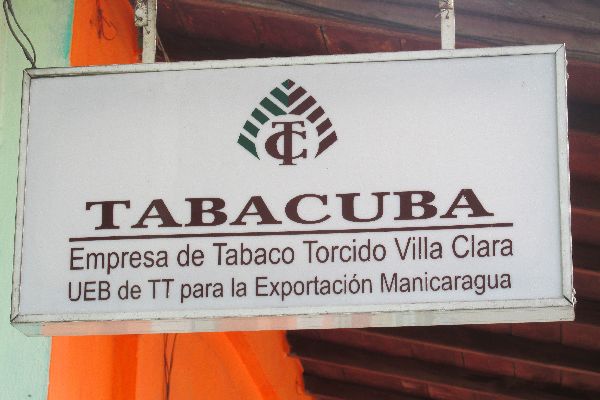 TC
TABACUBA
Empresa de Tabaco Torcido Villa Clara
UEB de TT para la Exportación Manicaragua